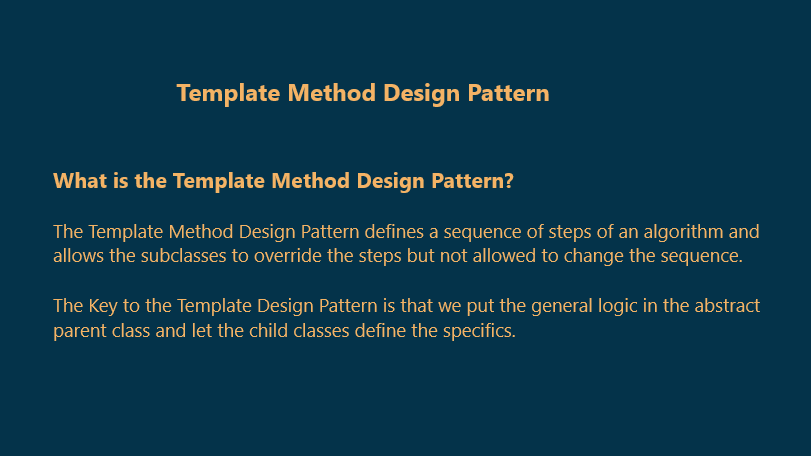 Template Method Design Pattern
What is the Template Method Design Pattern?
The Template Method Design Pattern defines a sequence of steps of an algorithm and
allows the subclasses to override the steps but not allowed to change the sequence.
The Key to the Template Design Pattern is that we put the general logic in the abstract
parent class and let the child classes define the specifics.